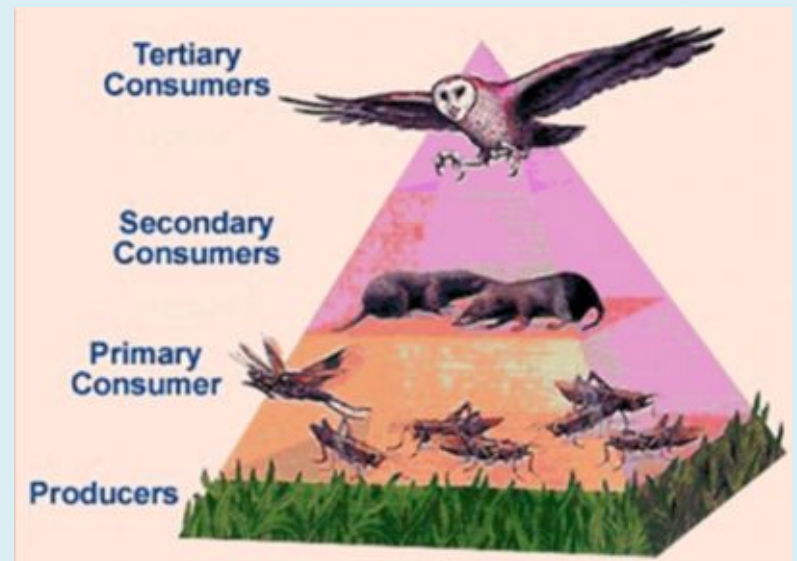 Tertiary
Consumers
Secondary
Consumers
Primary
Consumer
Producers